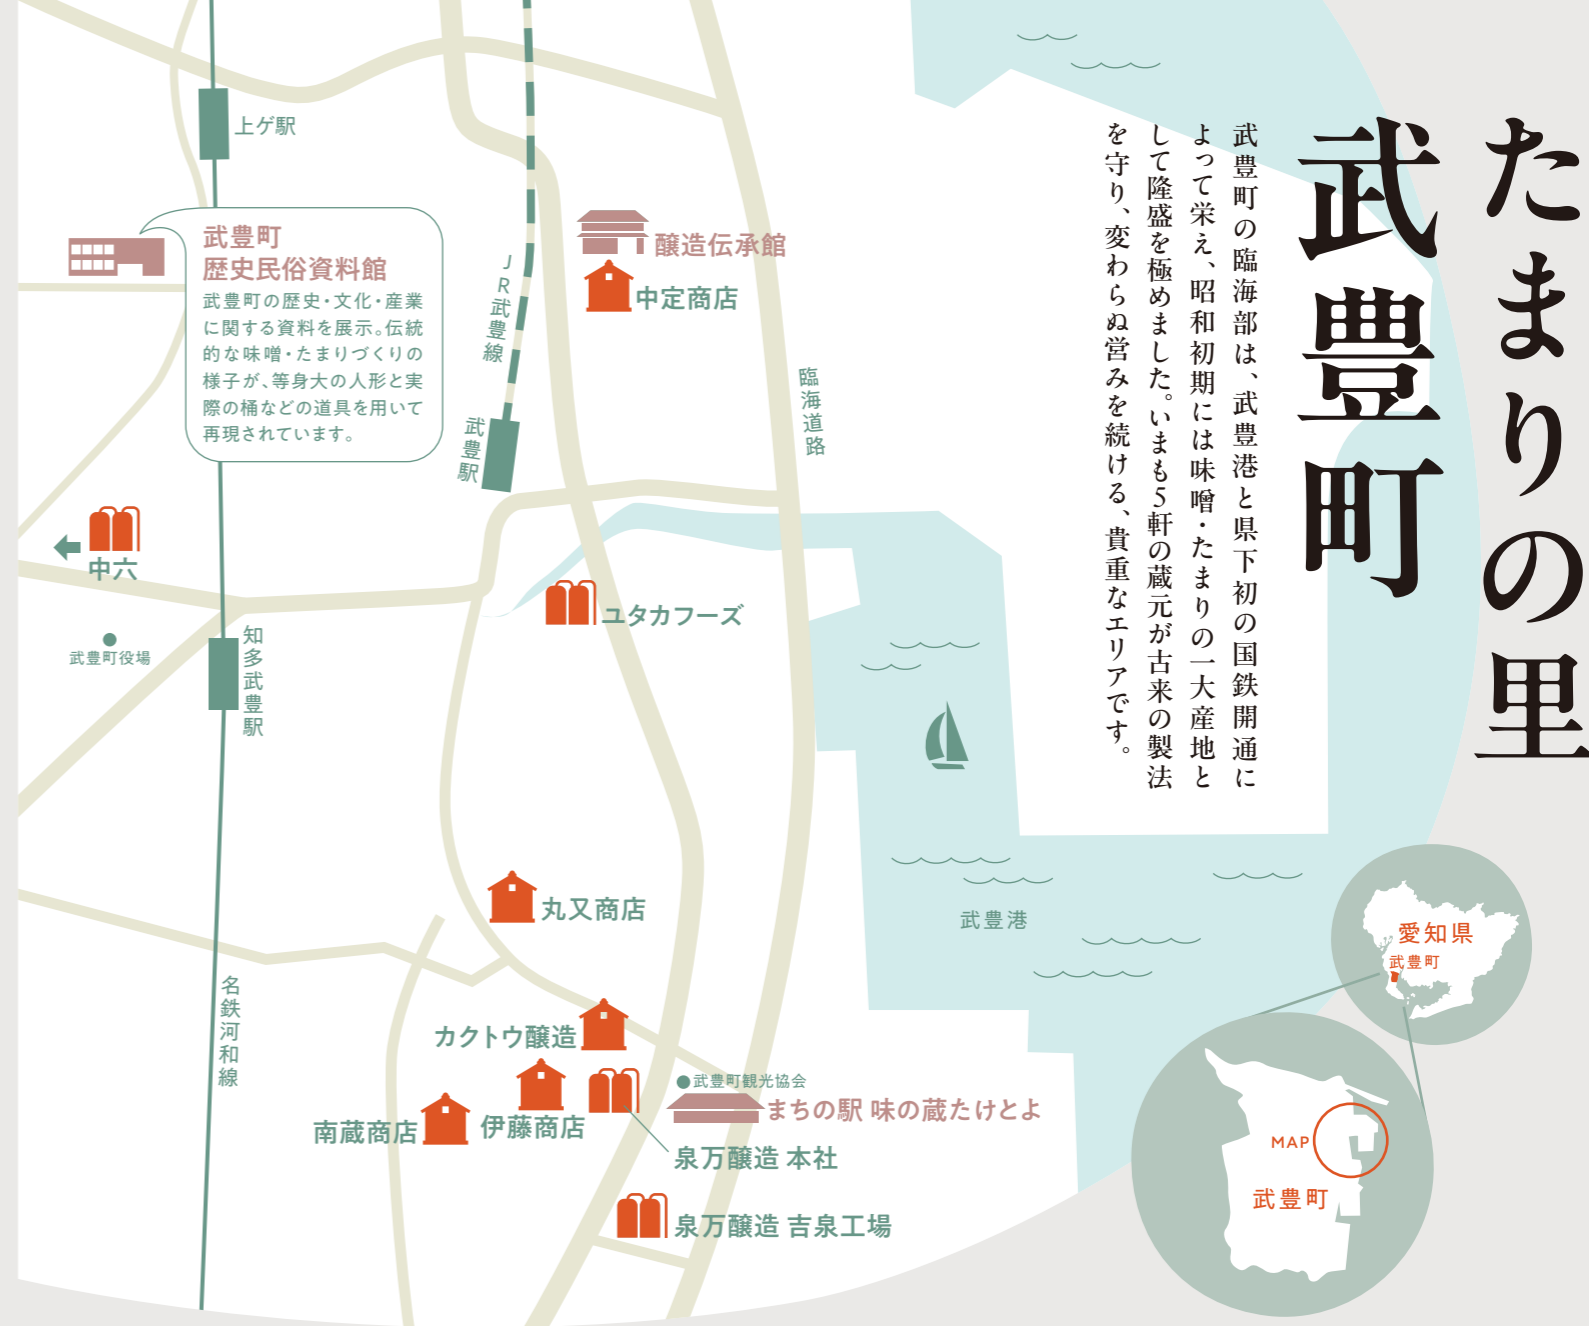 たまりの里
武豊町
武豊町の臨海部は、武豊港と県下初の国鉄開通に
よって栄え、昭和初期には味噌・たまりの一大産地と
して隆盛を極めました。いまも5軒の蔵元が古来の製法
を守り、変わらぬ営みを続ける、貴重なエリアです。
上ゲ駅
武豊町
歴史民俗資料館
武豊町の歴史・文化・産業
に関する資料を展示。伝統
的な味噌・たまりづくりの
様子が、等身大の人形と実
際の桶などの道具を用いて
再現されています。
JR武豊線
武豊駅
醸造伝承館
中定商店
臨海道路
中六
武豊町役場
知多武豊駅
ユタカフーズ
丸又商店
武豊港
名鉄河和線
カクトウ醸造
伊藤商店
南蔵商店
武豊町観光協会
まちの駅 味の蔵たけとよ
泉万醸造 本社
泉万醸造 吉泉工場
愛知県
武豊町
MAP
武豊町